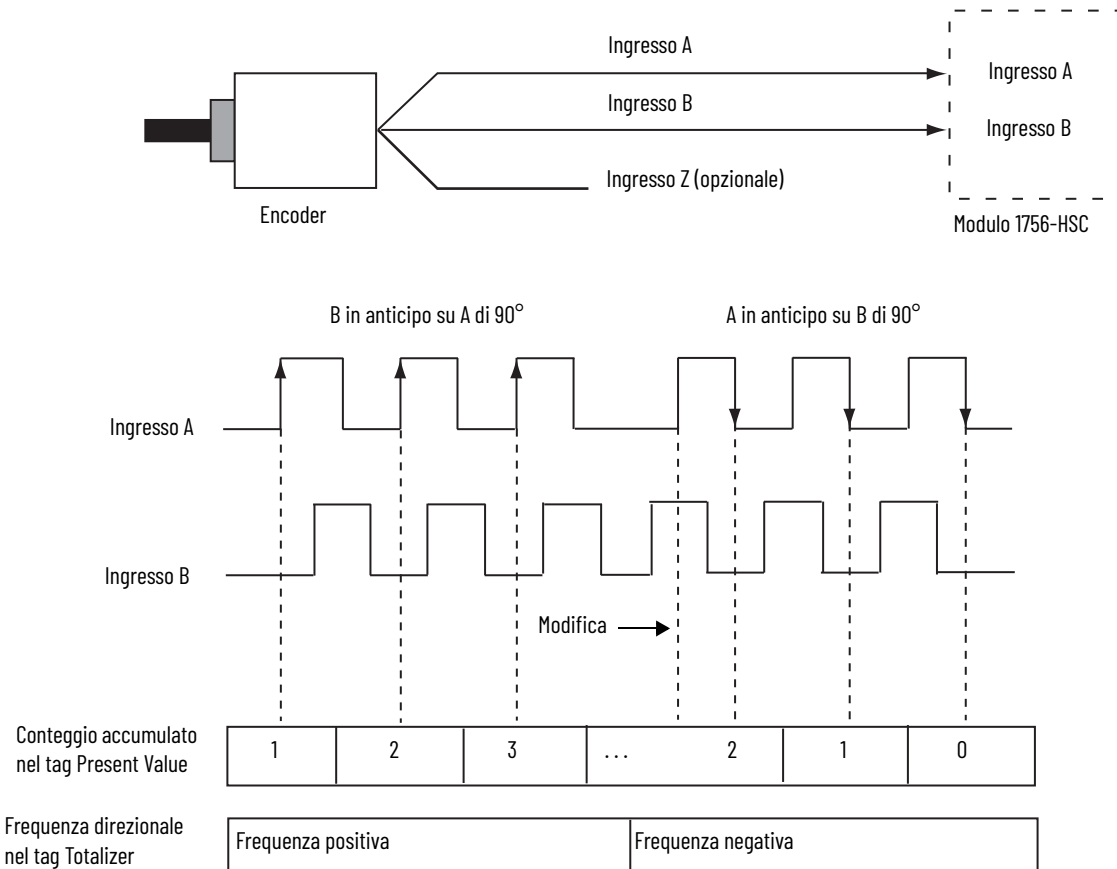 Ingresso A
Ingresso A
Ingresso B
Ingresso B
Ingresso Z (opzionale)
Encoder
Modulo 1756-HSC
B in anticipo su A di 90°
A in anticipo su B di 90°
Ingresso A
Ingresso B
Modifica
Conteggio accumulato
nel tag Present Value
1 2 3 ... 2 1 0
Frequenza direzionale
nel tag Totalizer
Frequenza positiva
Frequenza negativa